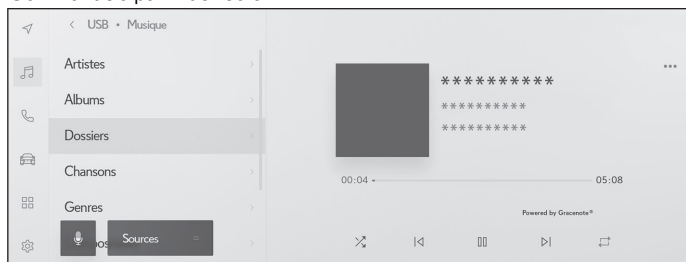 USB • Musique
Artistes
Albums
Dossiers
Chansons
Genres
Sources
**********
**********
**********
00:04
05:08
Powered by Gracenote®